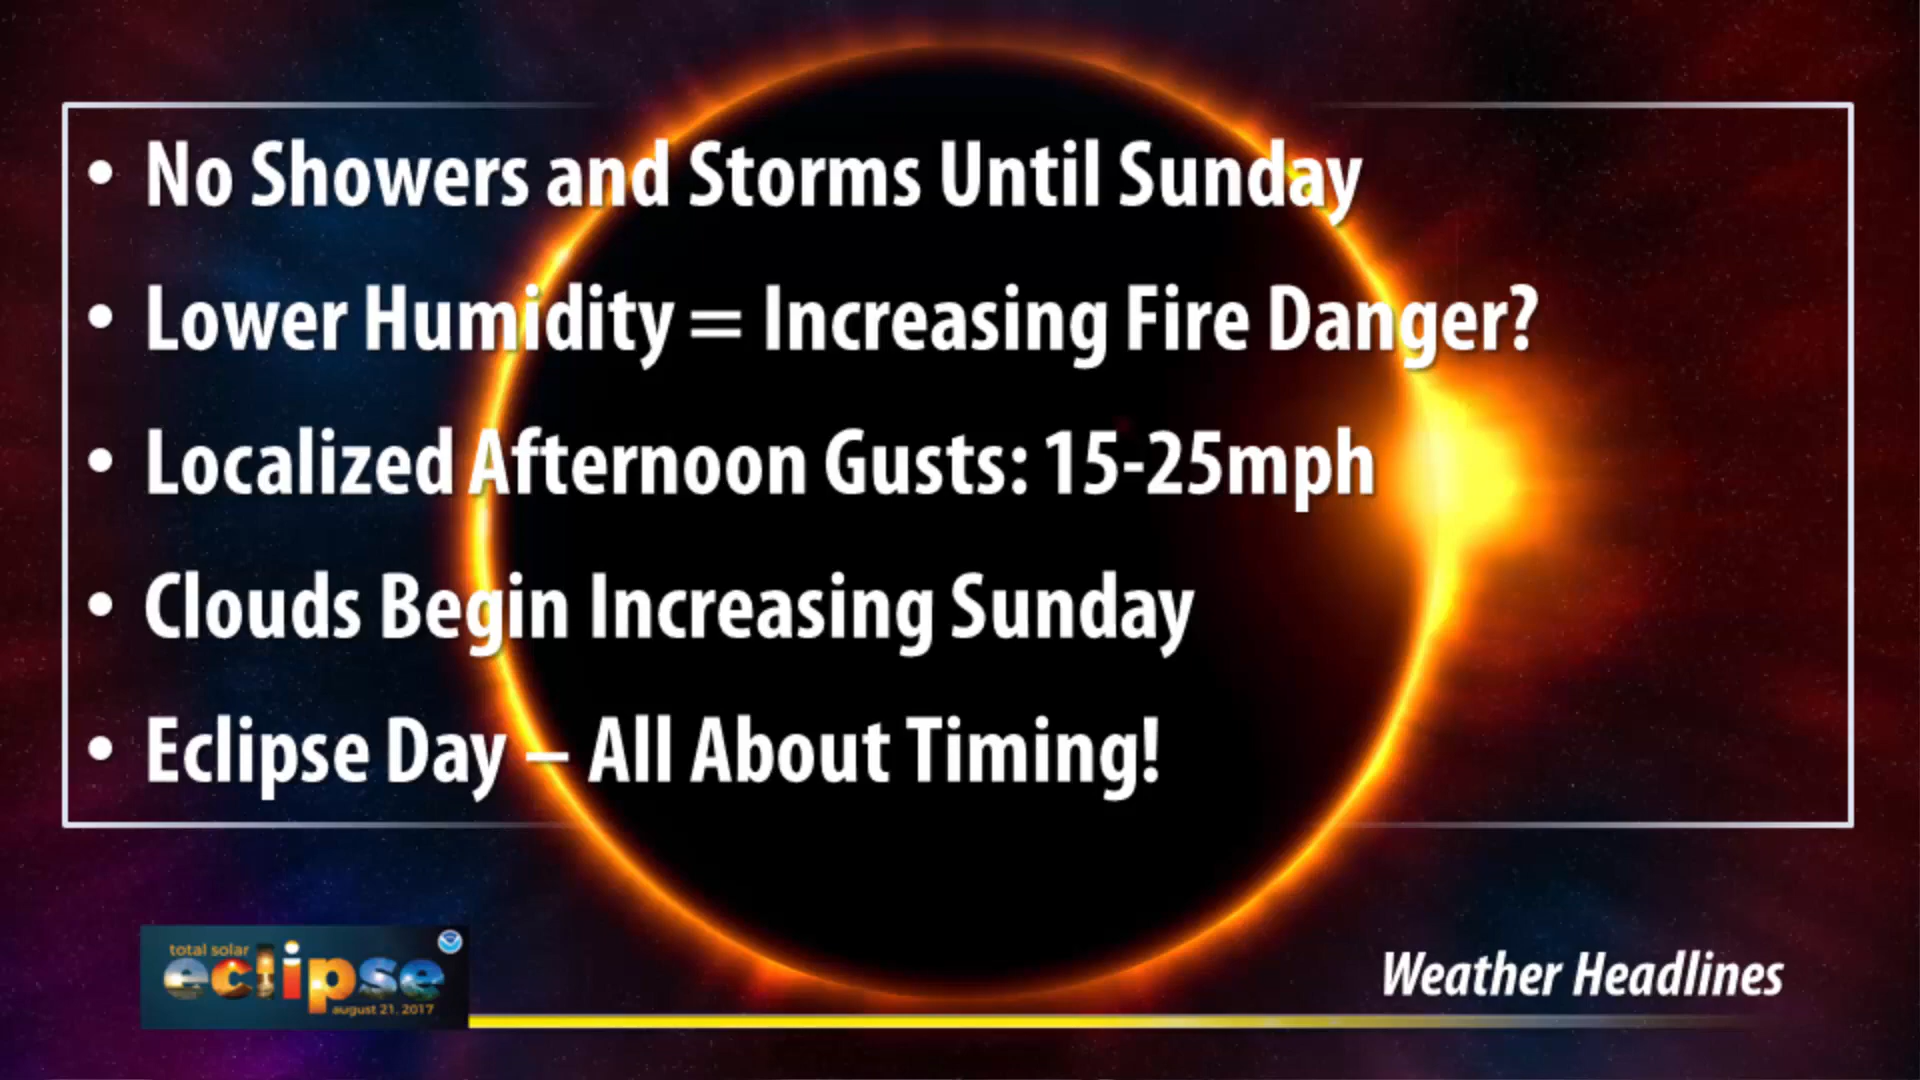 • No Showers and Storms Until Sunday
• Lower Humidity = Increasing Fire Danger?
• Localized Afternoon Gusts: 15-25mph
• Clouds Begin Increasing Sunday
• Eclipse Day – All About Timing!
total solar
eclipse
august 21, 2017
Weather Headlines